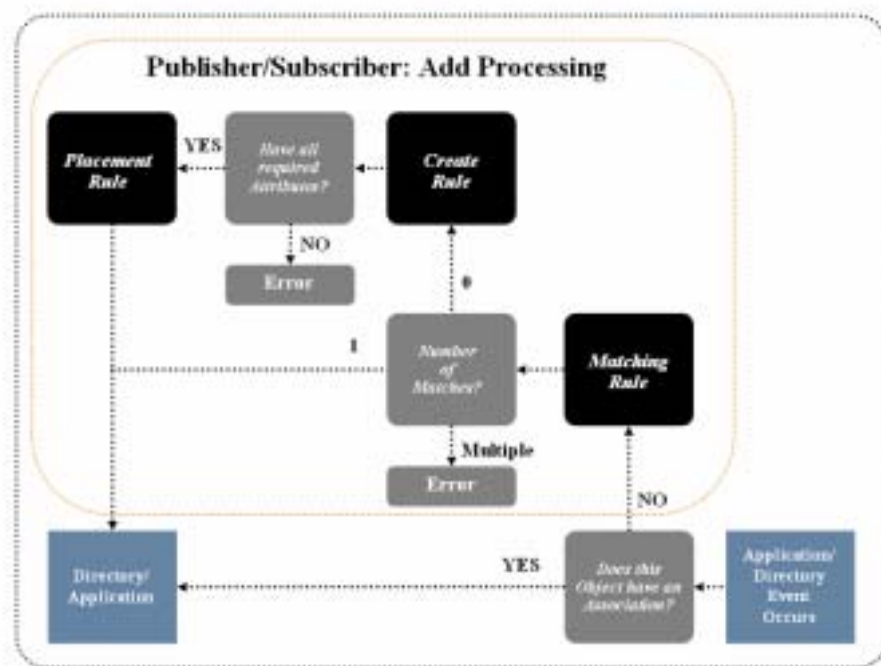 Publisher/Subscriber: Add Processing
Placement
Rule
YES
Have all
required
Attributes?
Create
Rule
NO
Error
0
1
Number
of
Matches?
Matching
Rule
Multiple
Error
NO
Directory/
Application
YES
Does this
Object have an
Association?
Application/
Directory
Event
Occurs